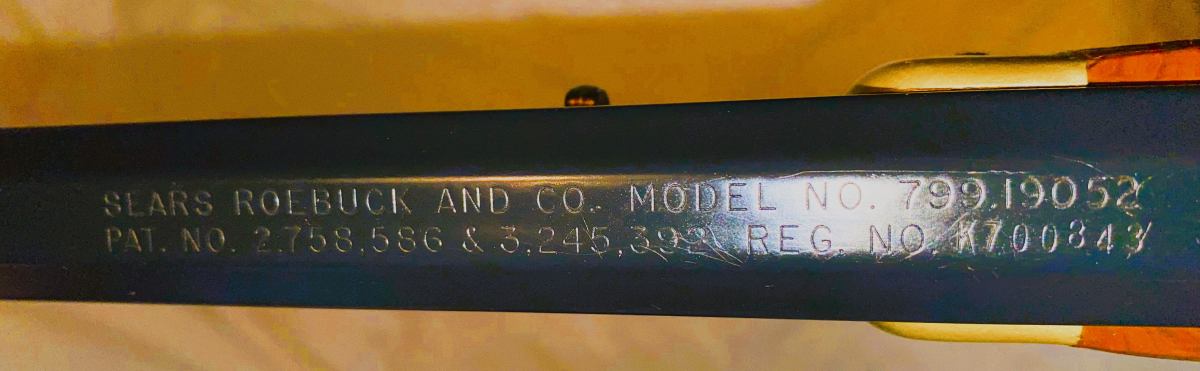 SEARS ROEBUCK AND CO. MODEL NO. 799.19052
PAT. NO. 2,758,586 & 3,245,392 REG. NO. K700843